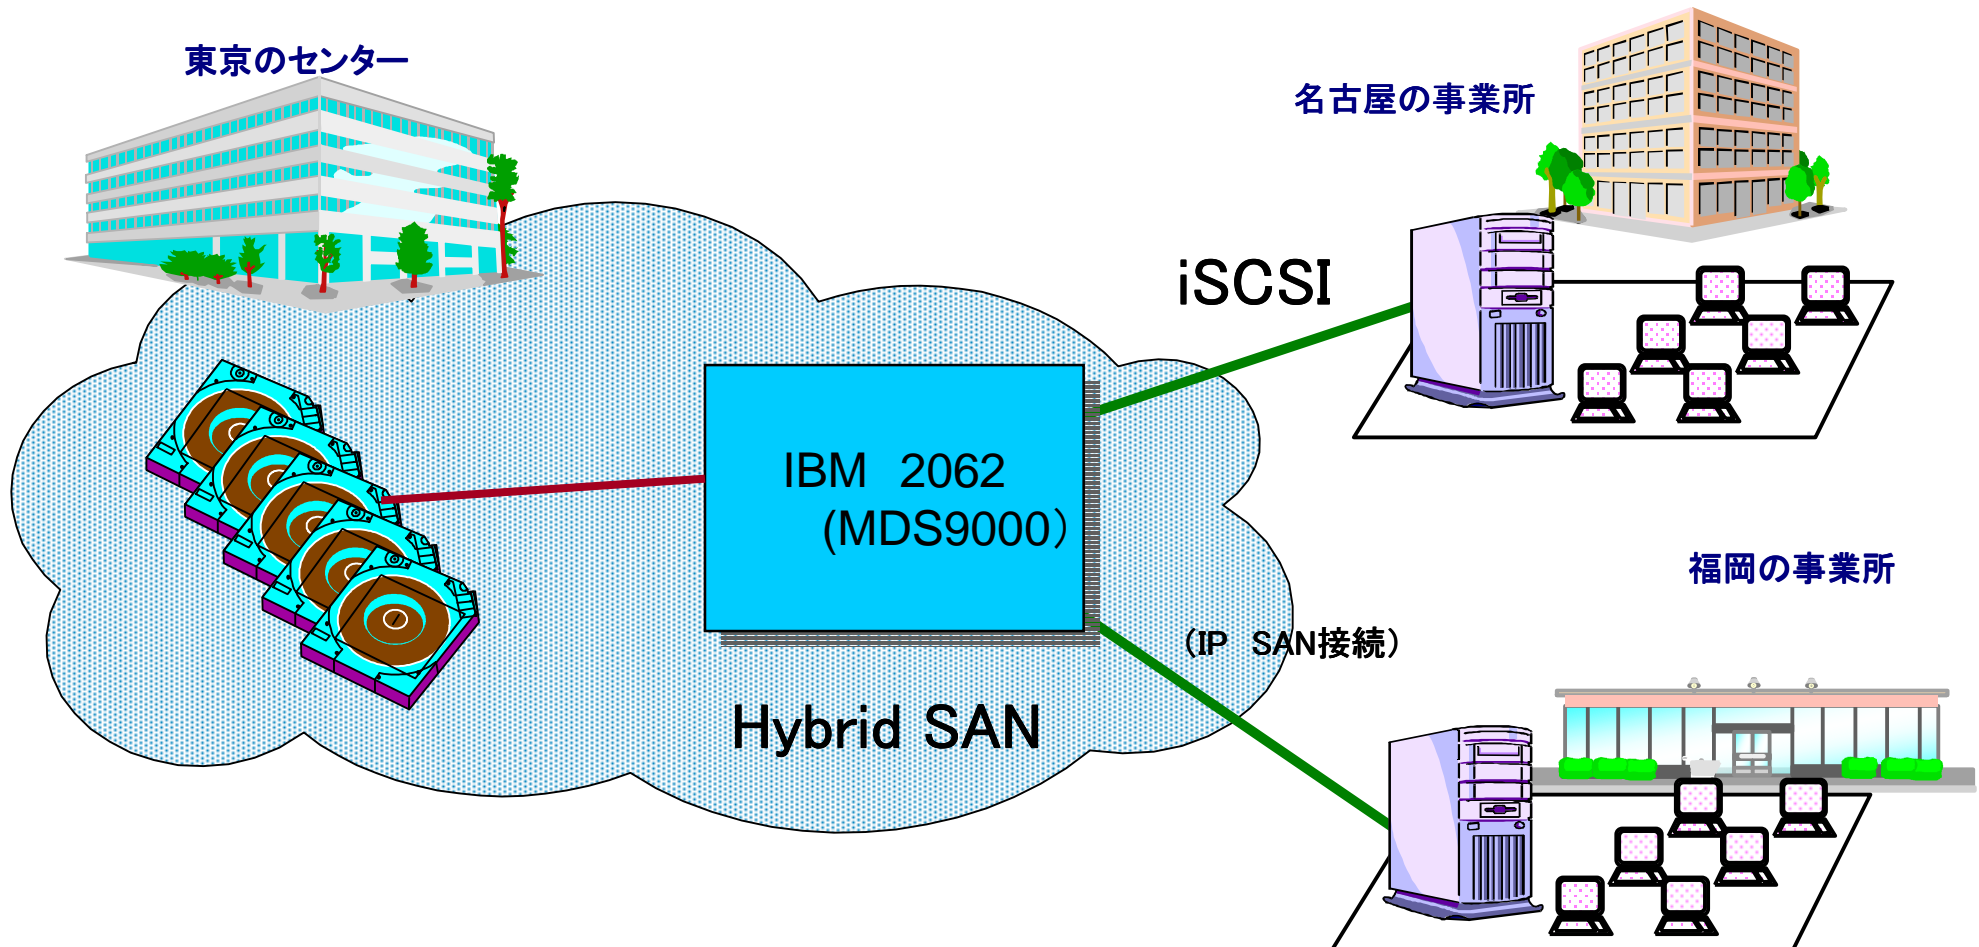 東京のセンター
名古屋の事業所
iSCSI
IBM　2062
(MDS9000）
福岡の事業所
（IP　SAN接続）
Hybrid SAN